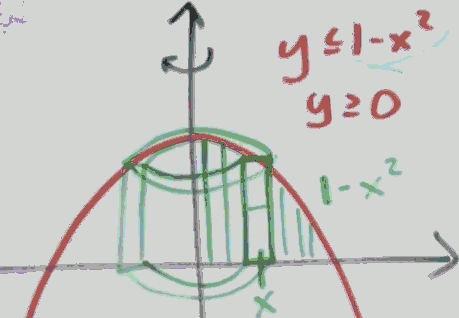 y ≤ 1-x²
y ≥ 0
1-x²
x